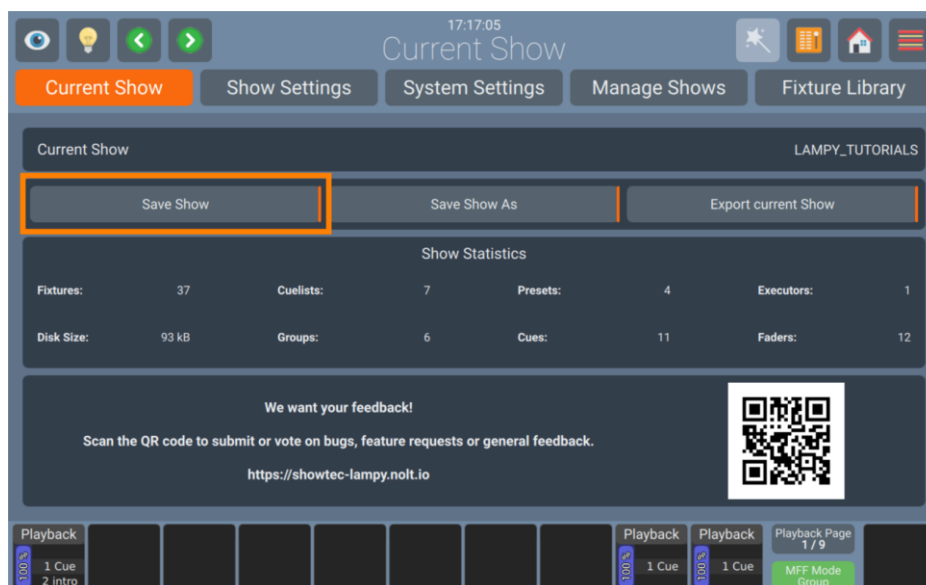 17:17:05
Current Show
Current Show
Show Settings
System Settings
Manage Shows
Fixture Library
Current Show
LAMPY_TUTORIALS
Save Show
Save Show As
Export current Show
Show Statistics
Fixtures: 37 Cuelists: 7 Presets: 4 Executors: 1
Disk Size: 93 kB Groups: 6 Cues: 11 Faders: 12
We want your feedback!
Scan the QR code to submit or vote on bugs, feature requests or general feedback.
https://showtec-lampy.nolt.io
Playback
100 %
1 Cue
2 intro
Playback
100 %
1 Cue
Playback
100 %
1 Cue
Playback Page
1 / 9
MFF Mode
Group